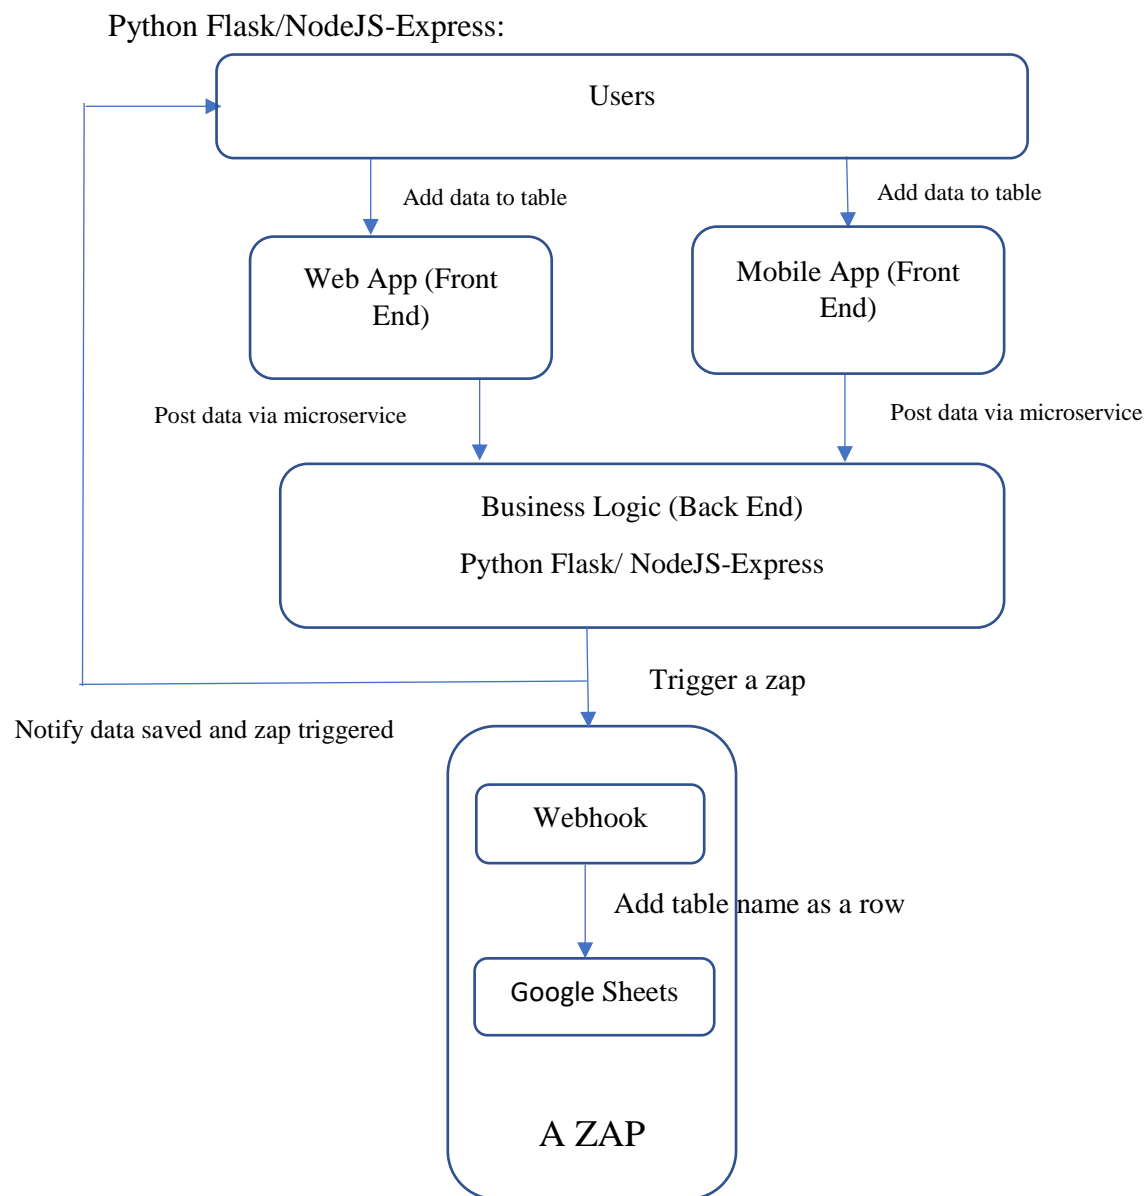 Python Flask/NodeJS-Express:
Users
Add data to table
Add data to table
Web App (Front
End)
Mobile App (Front
End)
Post data via microservice
Post data via microservice
Business Logic (Back End)
Python Flask/ NodeJS-Express
Trigger a zap
Notify data saved and zap triggered
Webhook
Add table name as a row
Google Sheets
A ZAP